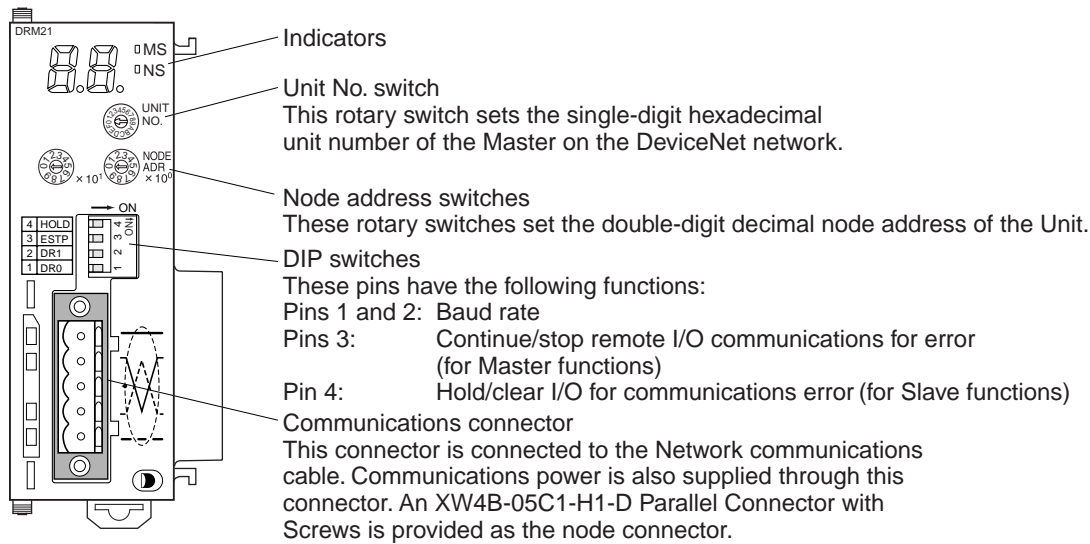 DRM21
MS
NS
Indicators
Unit No. switch
This rotary switch sets the single-digit hexadecimal
unit number of the Master on the DeviceNet network.
UNIT
NO.
NODE
ADR
× 10¹
× 10⁰
Node address switches
These rotary switches set the double-digit decimal node address of the Unit.
→ ON
4 HOLD
3 ESTP
2 DR1
1 DR0
ON
4
3
2
1
DIP switches
These pins have the following functions:
Pins 1 and 2: Baud rate
Pins 3: Continue/stop remote I/O communications for error
(for Master functions)
Pin 4: Hold/clear I/O for communications error (for Slave functions)
Communications connector
This connector is connected to the Network communications
cable. Communications power is also supplied through this
connector. An XW4B-05C1-H1-D Parallel Connector with
Screws is provided as the node connector.